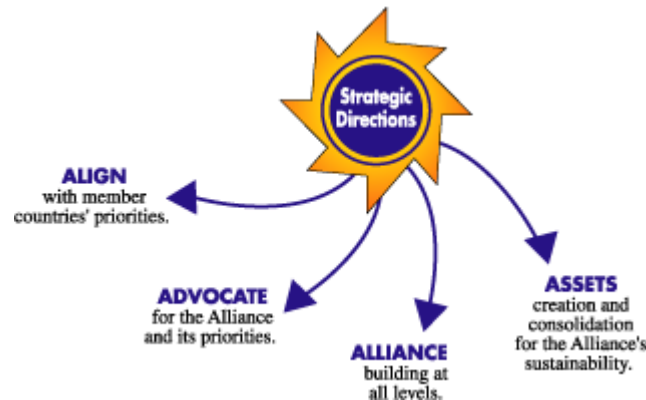 Strategic
Directions
ALIGN
with member
countries' priorities.
ADVOCATE
for the Alliance
and its priorities.
ALLIANCE
building at
all levels.
ASSETS
creation and
consolidation
for the Alliance's
sustainability.